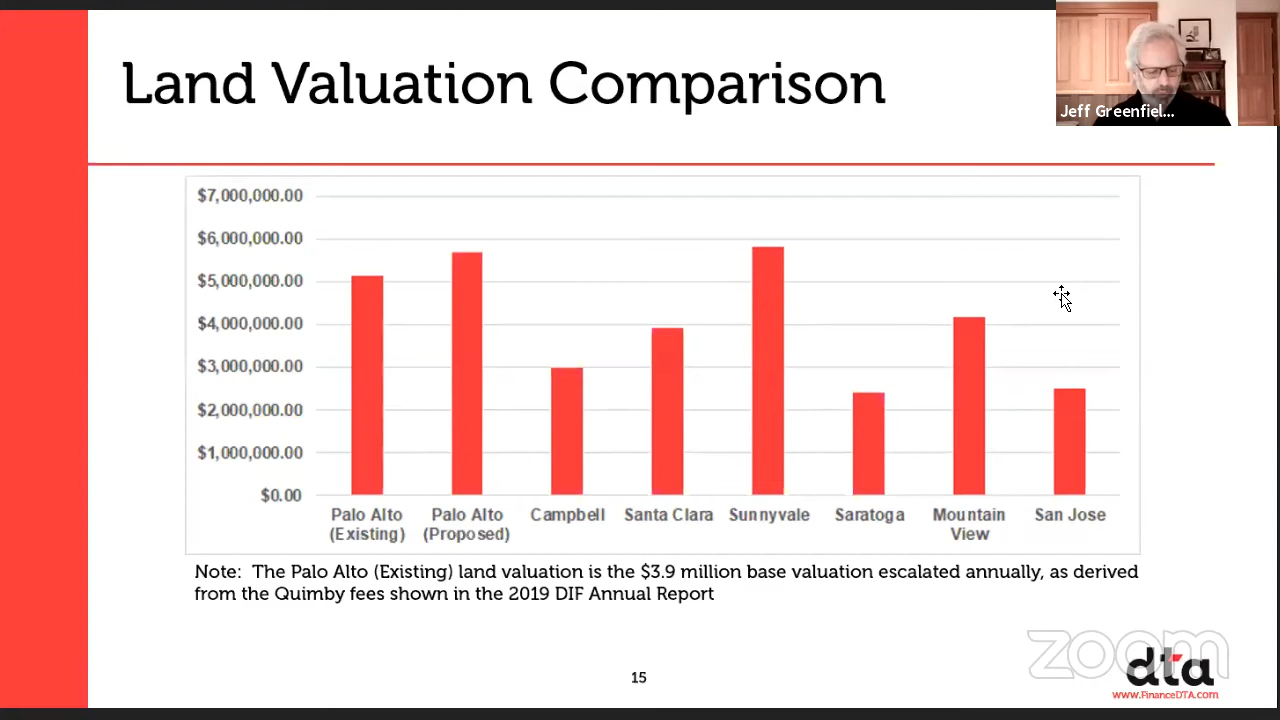 Land Valuation Comparison
Jeff Greenfiel...
$7,000,000.00
$6,000,000.00
$5,000,000.00
$4,000,000.00
$3,000,000.00
$2,000,000.00
$1,000,000.00
$0.00
Palo Alto (Existing)
Palo Alto (Proposed)
Campbell
Santa Clara
Sunnyvale
Saratoga
Mountain View
San Jose
Note: The Palo Alto (Existing) land valuation is the $3.9 million base valuation escalated annually, as derived
from the Quimby fees shown in the 2019 DIF Annual Report
15
zoom
dta
www.FinanceDTA.com